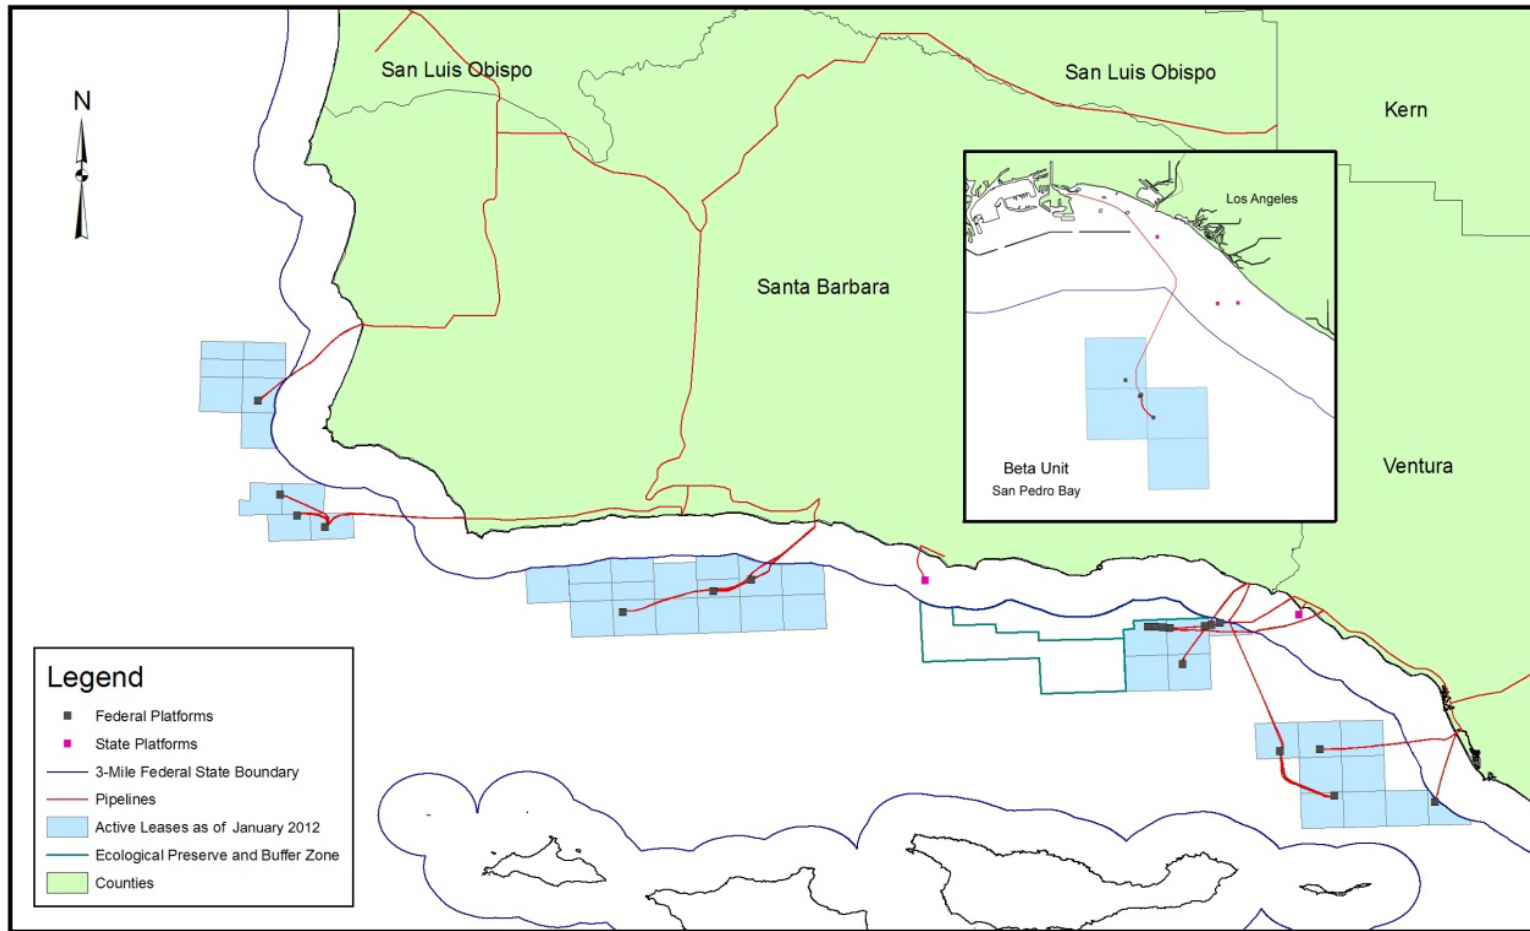 N
San Luis Obispo
San Luis Obispo
Kern
Los Angeles
Santa Barbara
Ventura
Beta Unit
San Pedro Bay
Legend
Federal Platforms
State Platforms
3-Mile Federal State Boundary
Pipelines
Active Leases as of January 2012
Ecological Preserve and Buffer Zone
Counties